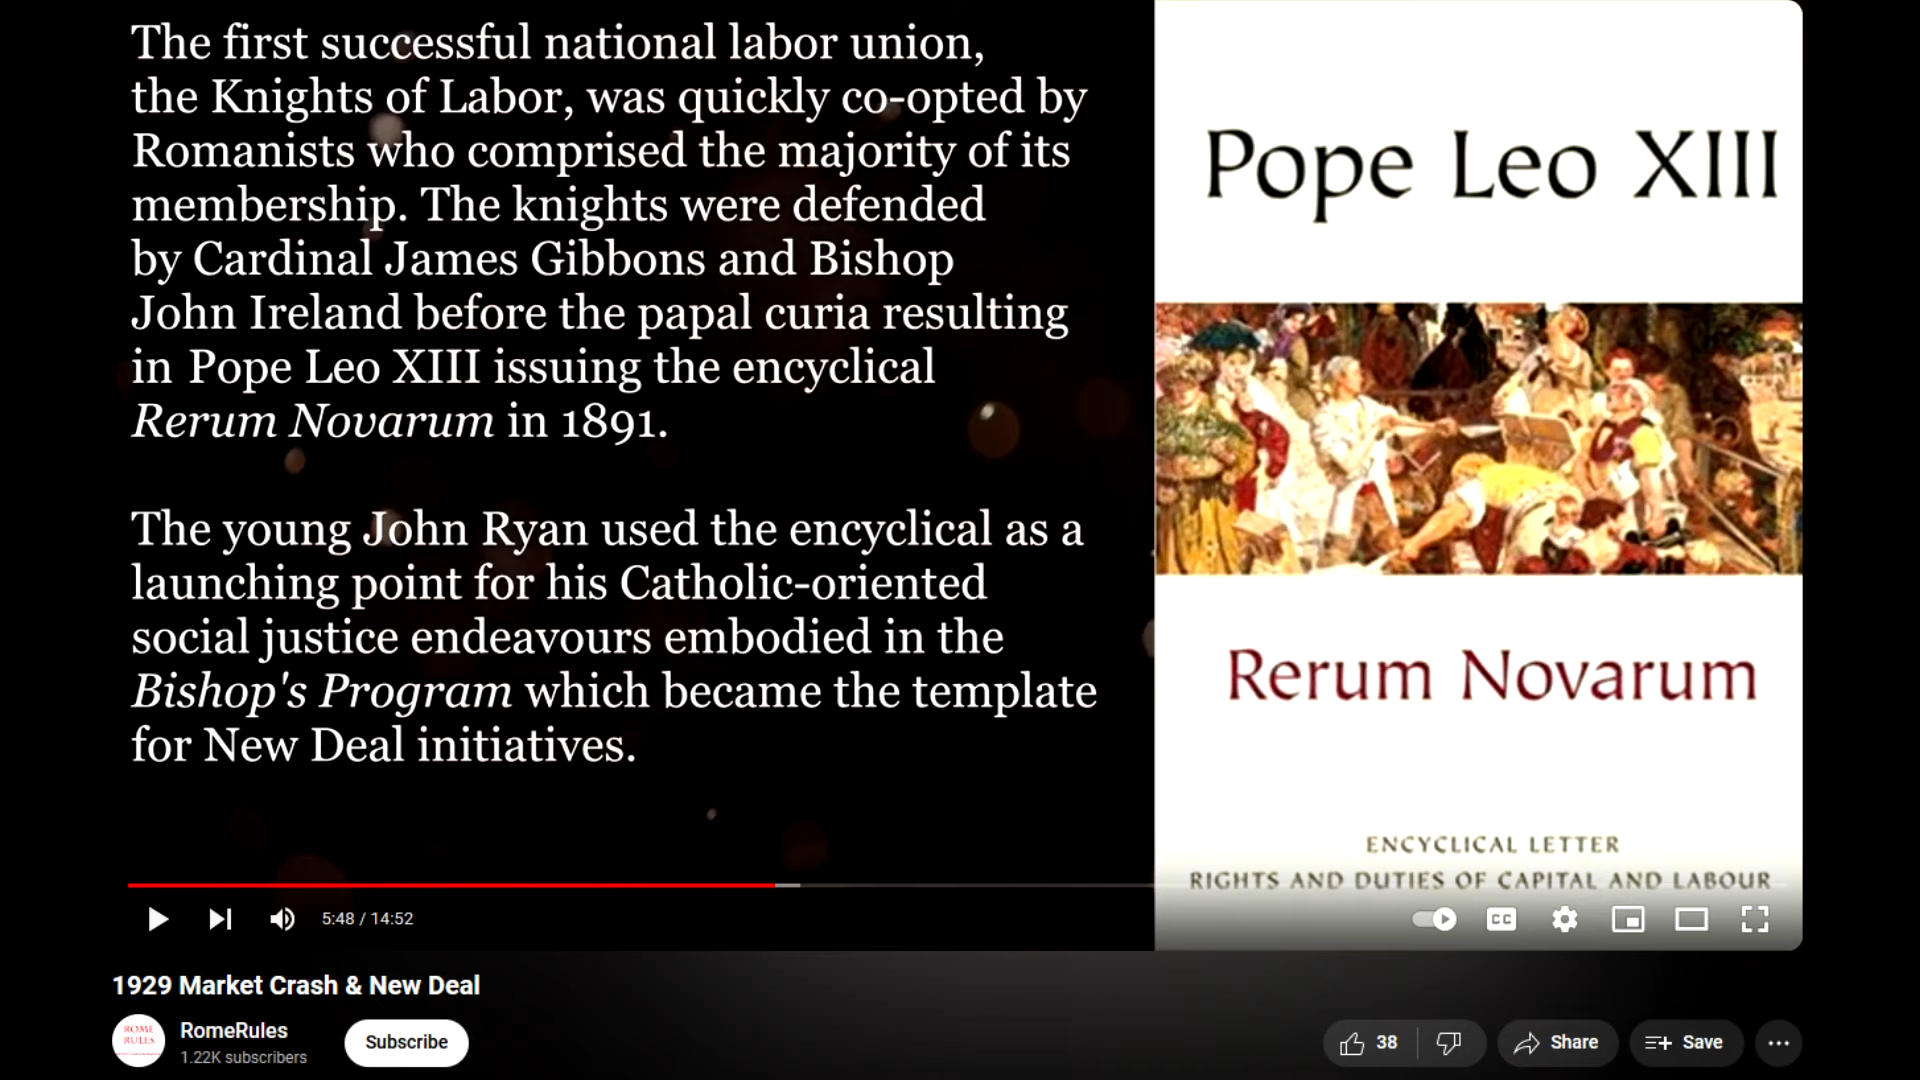 The first successful national labor union,
the Knights of Labor, was quickly co-opted by
Romanists who comprised the majority of its
membership. The knights were defended
by Cardinal James Gibbons and Bishop
John Ireland before the papal curia resulting
in Pope Leo XIII issuing the encyclical
Rerum Novarum in 1891.
The young John Ryan used the encyclical as a
launching point for his Catholic-oriented
social justice endeavours embodied in the
Bishop's Program which became the template
for New Deal initiatives.
Pope Leo XIII
Rerum Novarum
ENCYCLICAL LETTER
RIGHTS AND DUTIES OF CAPITAL AND LABOUR
5:48 / 14:52
CC
1929 Market Crash & New Deal
ROME
RULES
RomeRules
1.22K subscribers
Subscribe
38
Share
Save